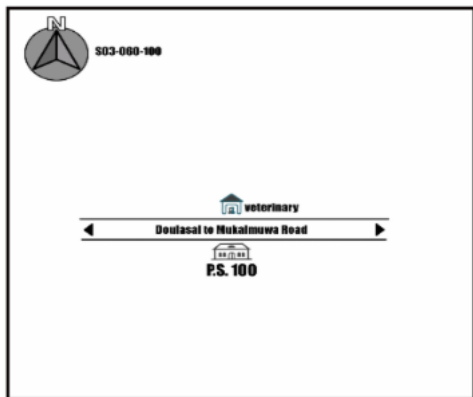 N
S03-060-100
veterinary
Doulasal to Mukalmuwa Road
P.S. 100